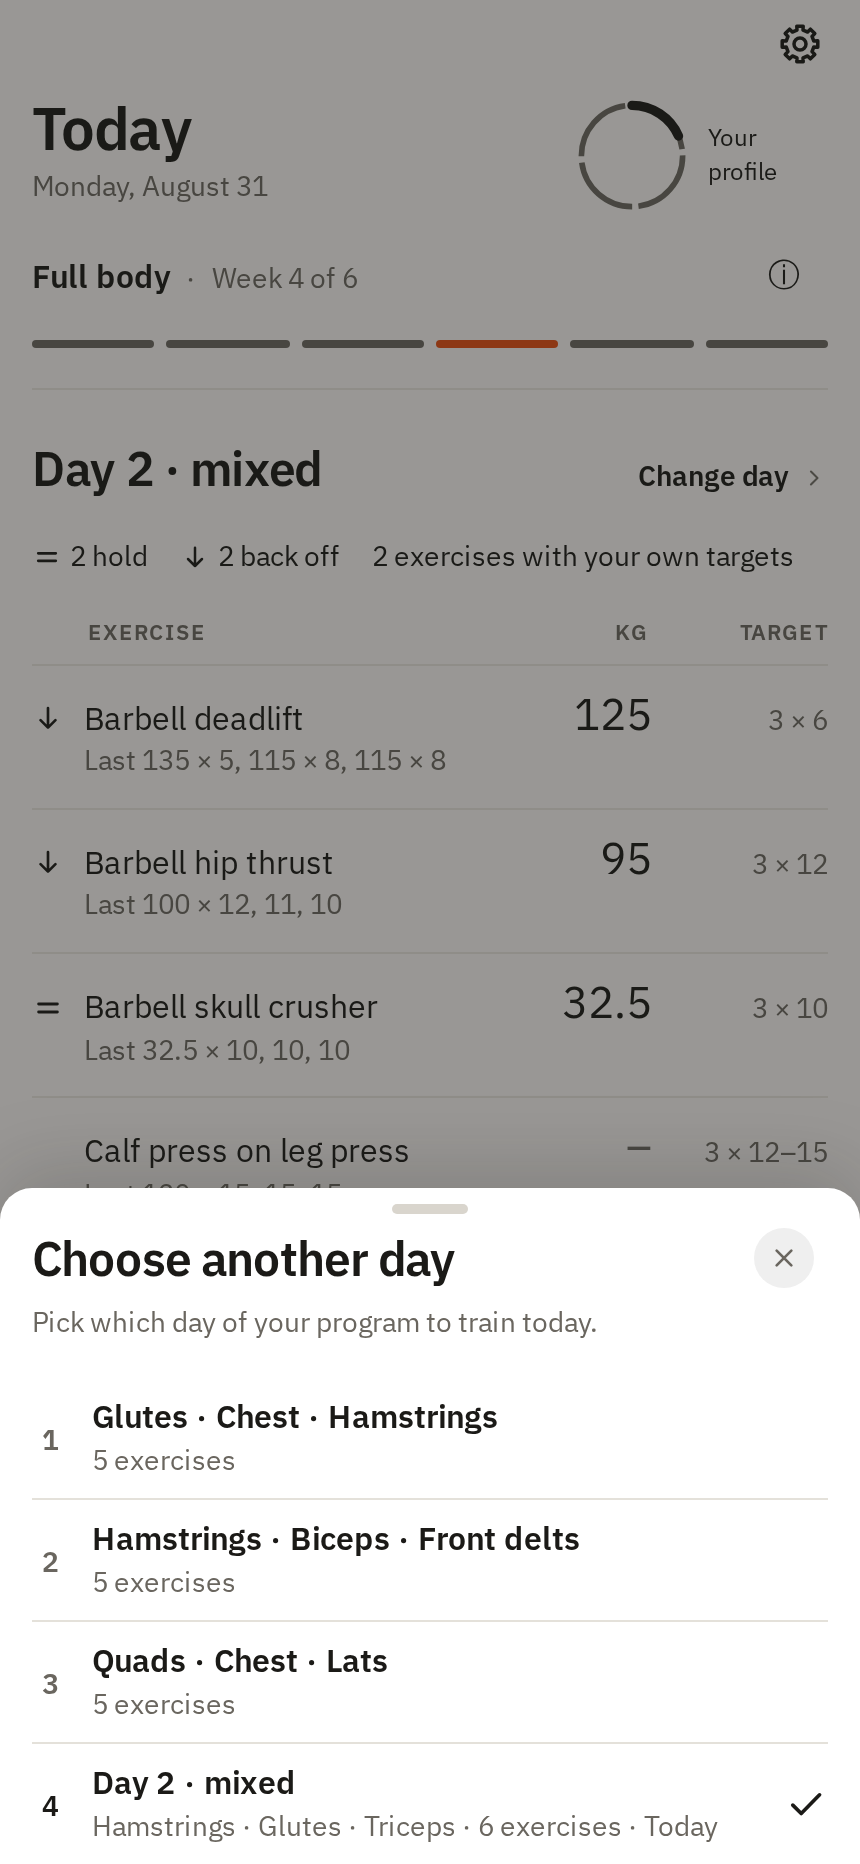 Today
Monday, August 31
Your
profile
Full body · Week 4 of 6
Day 2 · mixed
Change day
= 2 hold ↓ 2 back off 2 exercises with your own targets
EXERCISE KG TARGET
↓ Barbell deadlift 125 3 × 6
Last 135 × 5, 115 × 8, 115 × 8
↓ Barbell hip thrust 95 3 × 12
Last 100 × 12, 11, 10
= Barbell skull crusher 32.5 3 × 10
Last 32.5 × 10, 10, 10
Calf press on leg press – 3 × 12–15
Choose another day
Pick which day of your program to train today.
1 Glutes · Chest · Hamstrings
5 exercises
2 Hamstrings · Biceps · Front delts
5 exercises
3 Quads · Chest · Lats
5 exercises
4 Day 2 · mixed
Hamstrings · Glutes · Triceps · 6 exercises · Today